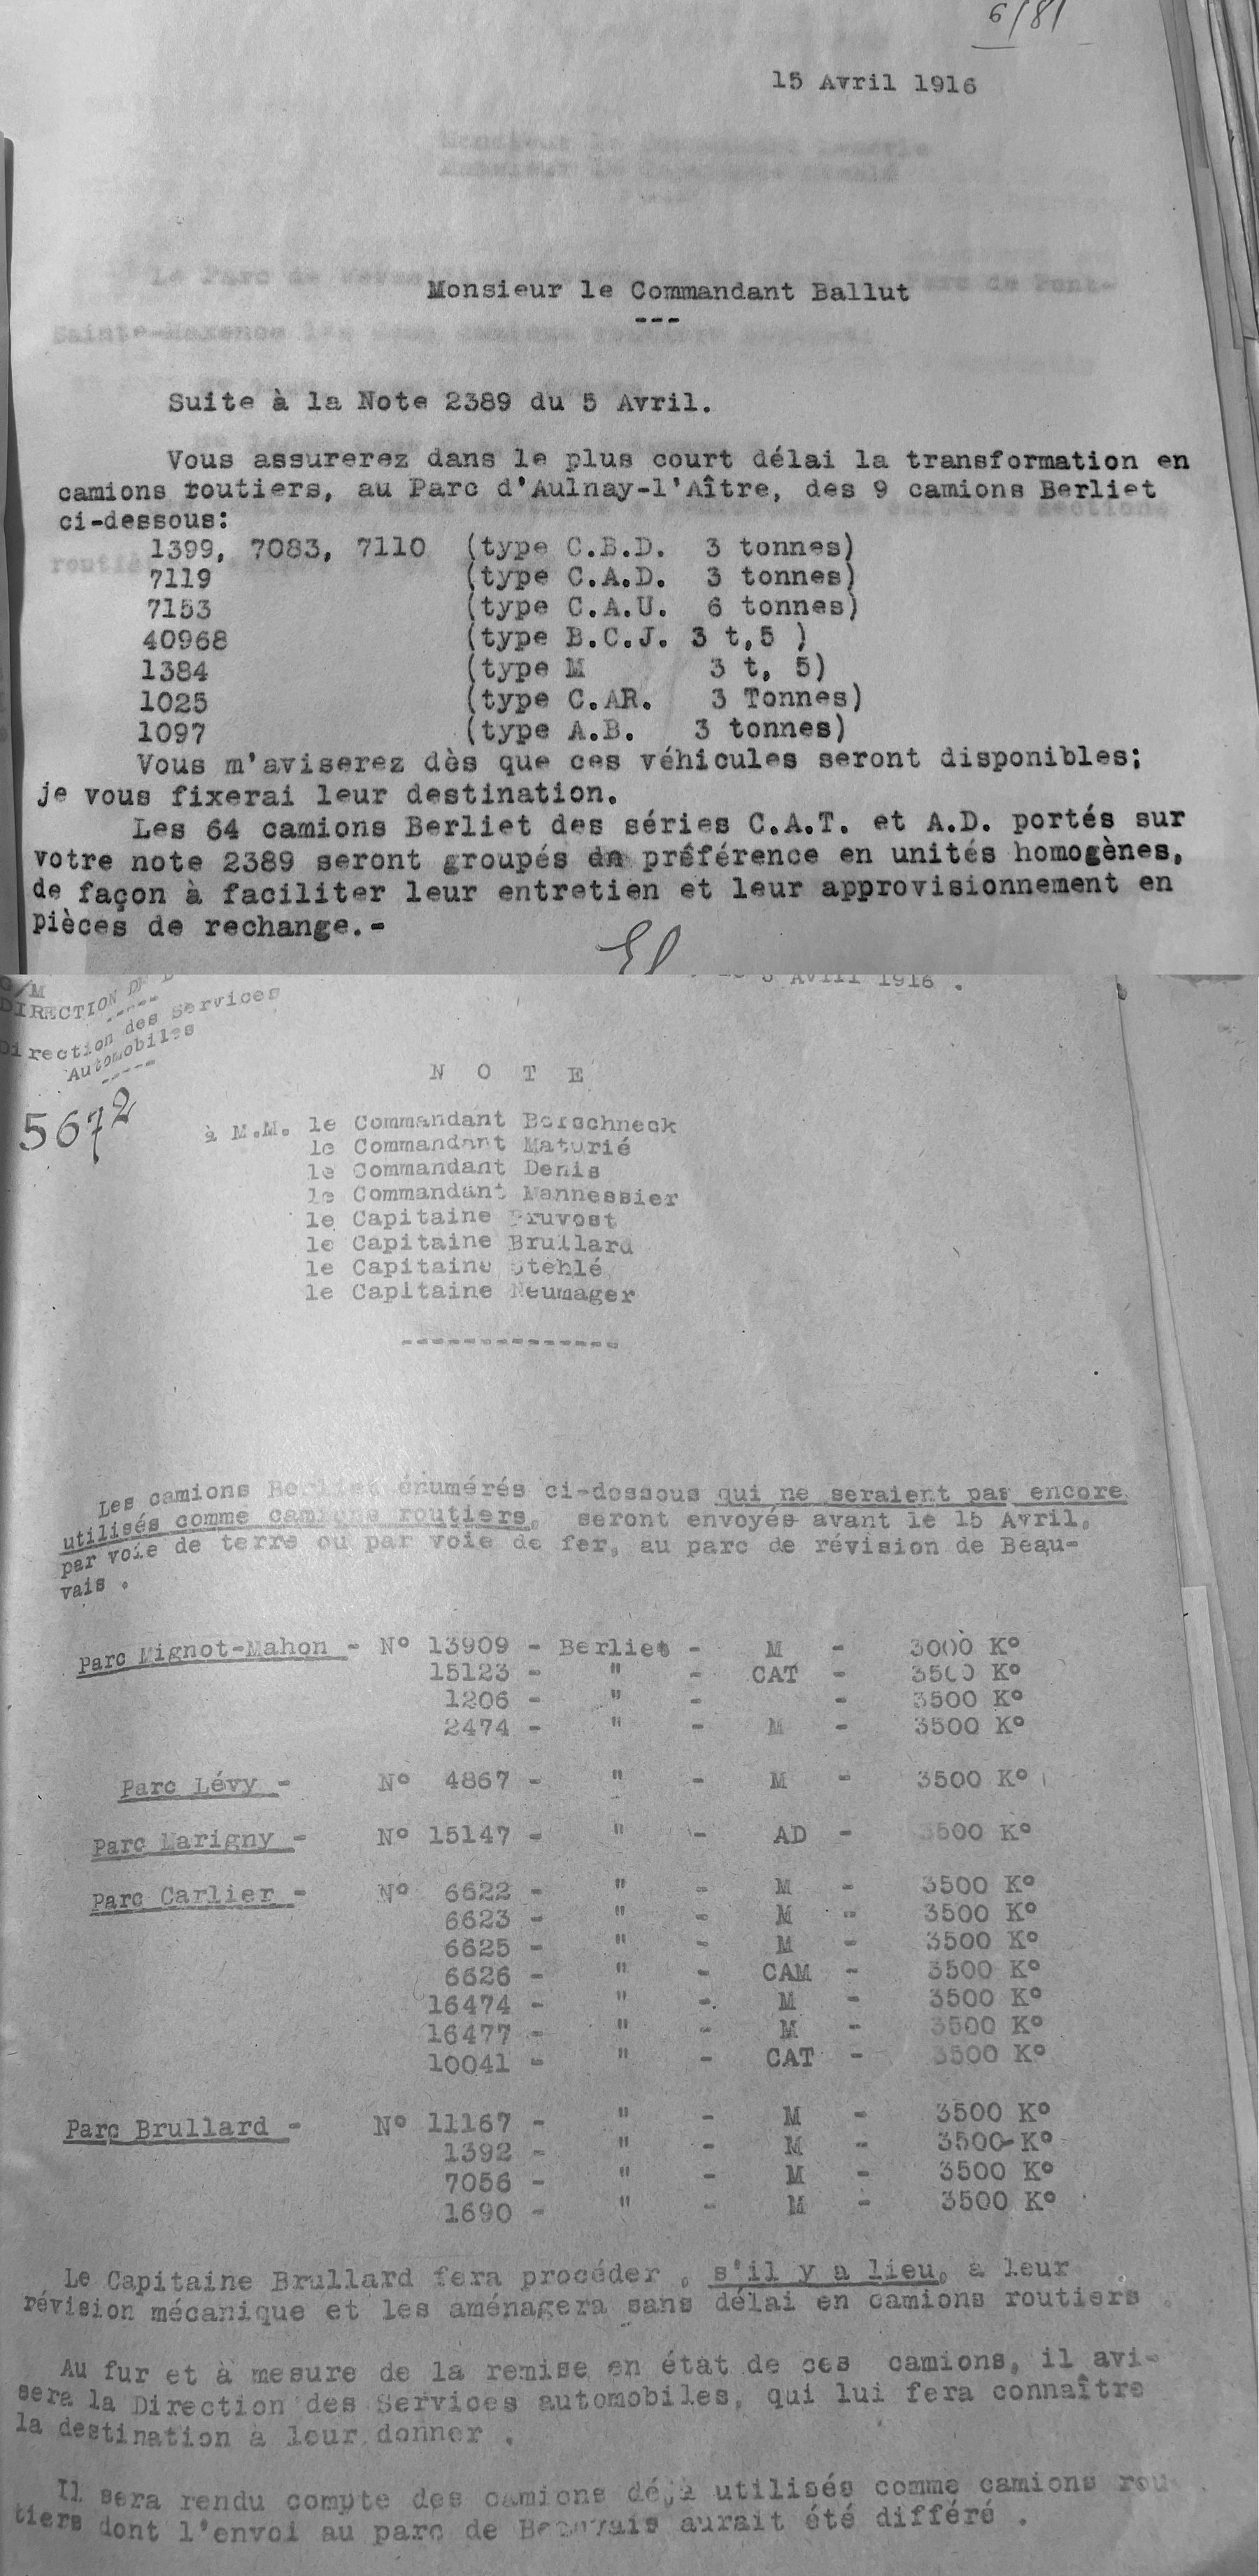 6/81
15 Avril 1916
Monsieur le Commandant Ballut
---
Suite à la Note 2389 du 5 Avril.
Vous assurerez dans le plus court délai la transformation en
camions routiers, au Parc d'Aulnay-l'Aître, des 9 camions Berliet
ci-dessous:
1399, 7083, 7110 (type C.B.D. 3 tonnes)
7119 (type C.A.D. 3 tonnes)
7153 (type C.A.U. 6 tonnes)
40968 (type B.C.J. 3 t,5 )
1384 (type M 3 t, 5)
1025 (type C.AR. 3 Tonnes)
1097 (type A.B. 3 tonnes)
Vous m'aviserez dès que ces véhicules seront disponibles;
je vous fixerai leur destination.
Les 64 camions Berliet des séries C.A.T. et A.D. portés sur
votre note 2389 seront groupés de préférence en unités homogènes,
de façon à faciliter leur entretien et leur approvisionnement en
pièces de rechange.-
5 Avril 1916 .
DIRECTION
-----
Direction des Services
Automobiles
-----
5672
N O T E
à M.M. le Commandant Borschneck
le Commandant Maturié
le Commandant Denis
le Commandant Mannessier
le Capitaine Pruvost
le Capitaine Brullard
le Capitaine Stehlé
le Capitaine Neumager
--------------
Les camions Berliet énumérés ci-dessous qui ne seraient pas encore
utilisés comme camions routiers, seront envoyés avant le 15 Avril,
par voie de terre ou par voie de fer, au parc de révision de Beau-
vais .
Parc Mignot-Mahon - N° 13909 - Berliet - M - 3000 K°
15123 - " - CAT - 3500 K°
1206 - " - - 3500 K°
2474 - " - M - 3500 K°
Parc Lévy - N° 4867 - " - M - 3500 K°
Parc Marigny - N° 15147 - " - AD - 3500 K°
Parc Carlier - N° 6622 - " - M - 3500 K°
6623 - " - M - 3500 K°
6625 - " - M - 3500 K°
6626 - " - CAM - 3500 K°
16474 - " - M - 3500 K°
16477 - " - M - 3500 K°
10041 - " - CAT - 3500 K°
Parc Brullard - N° 11167 - " - M - 3500 K°
1392 - " - M - 3500 K°
7056 - " - M - 3500 K°
1690 - " - M - 3500 K°
Le Capitaine Brullard fera procéder , s'il y a lieu, à leur
révision mécanique et les aménagera sans délai en camions routiers .
Au fur et à mesure de la remise en état de ces camions, il avi-
sera la Direction des Services automobiles, qui lui fera connaître
la destination à leur donner .
Il sera rendu compte des camions déjà utilisés comme camions rou
tiers dont l'envoi au parc de Beauvais aurait été différé .